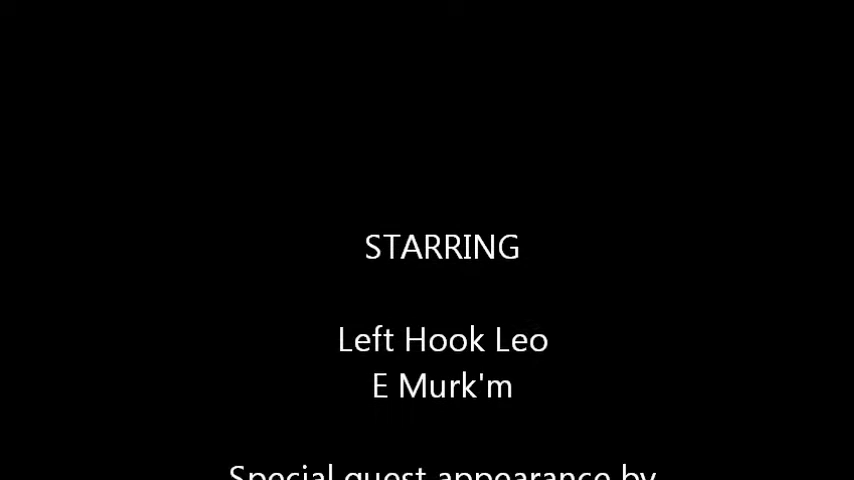 STARRING
Left Hook Leo
E Murk'm
Special guest appearance by